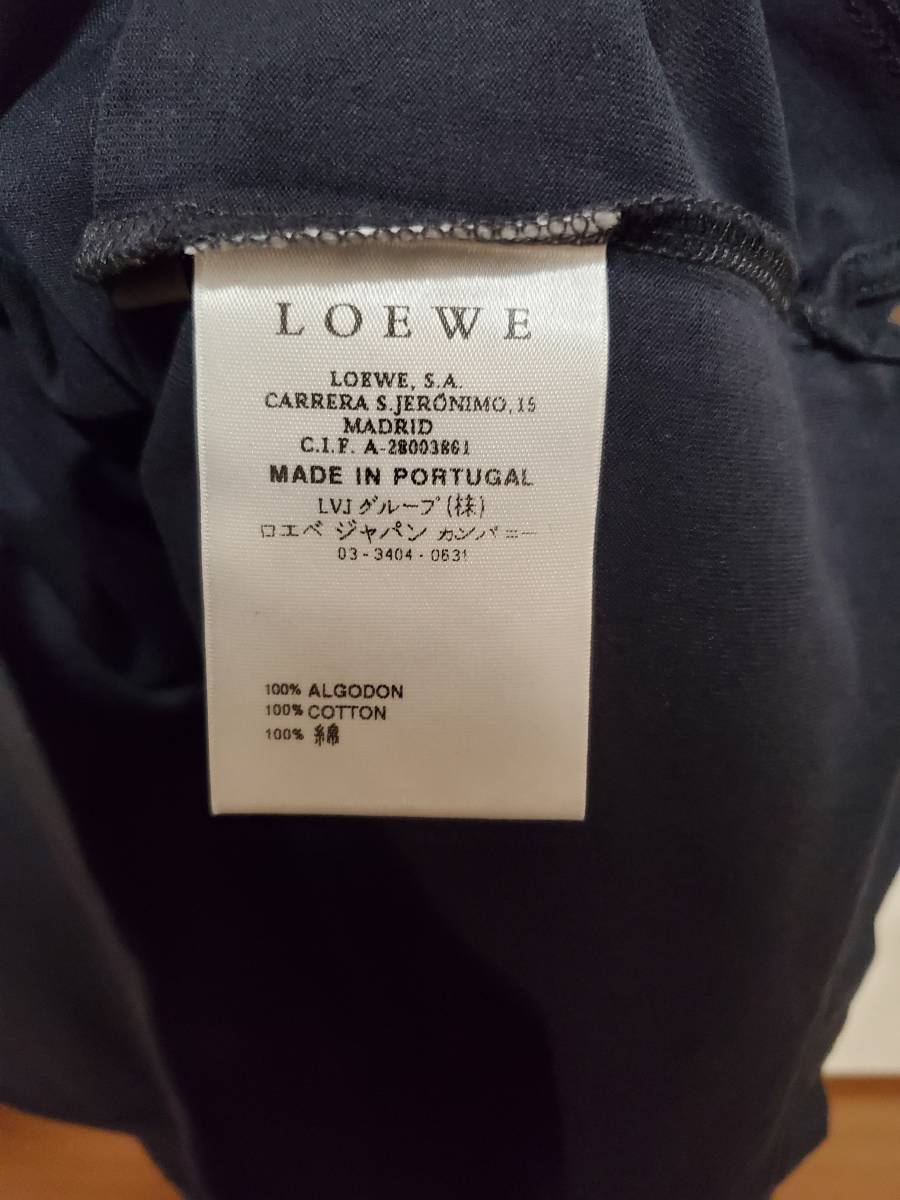 LOEWE
LOEWE, S.A.
CARRERA S.JERÓNIMO, 15
MADRID
C.I.F. A-28003861
MADE IN PORTUGAL
LVJ グループ (株)
ロエベ ジャパン カンパニー
03-3404-0631
100% ALGODON
100% COTTON
100% 綿